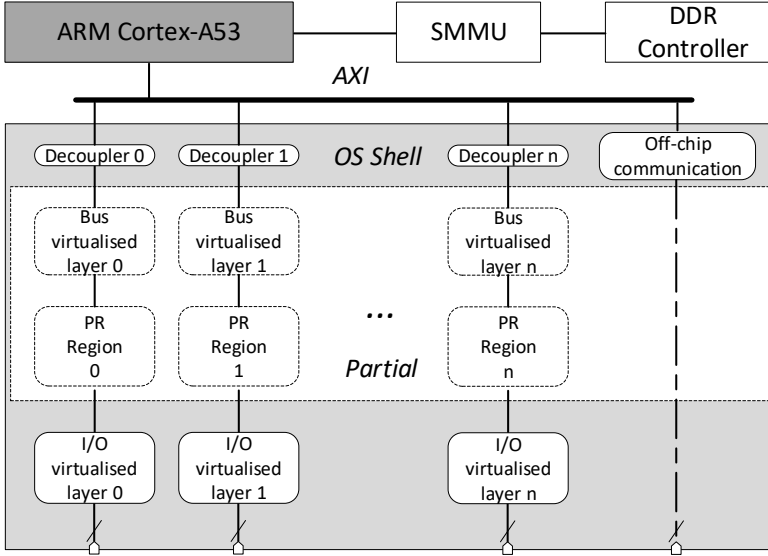 ARM Cortex-A53
SMMU
DDR
Controller
AXI
Decoupler 0
Decoupler 1
OS Shell
Decoupler n
Off-chip
communication
Bus
virtualised
layer 0
Bus
virtualised
layer 1
Bus
virtualised
layer n
PR
Region
0
PR
Region
1
...
Partial
PR
Region
n
I/O
virtualised
layer 0
I/O
virtualised
layer 1
I/O
virtualised
layer n